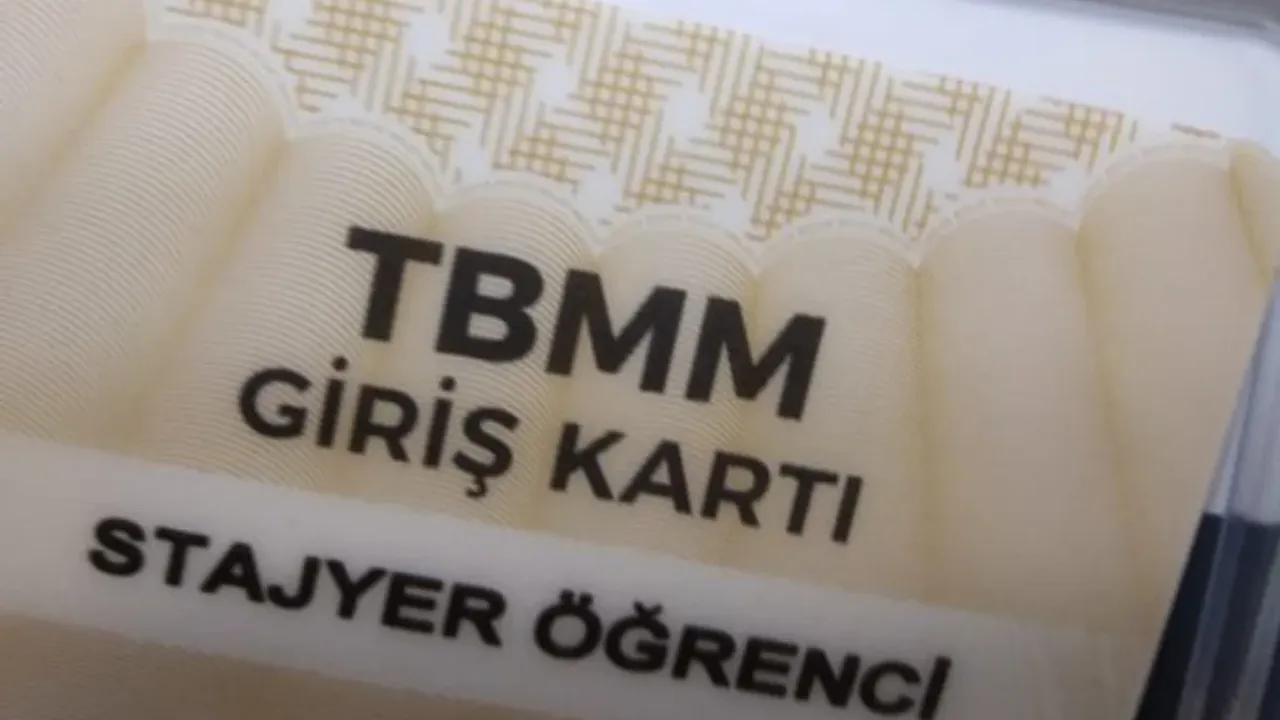 TBMM
GİRİŞ KARTI
STAJYER ÖĞRENCİ